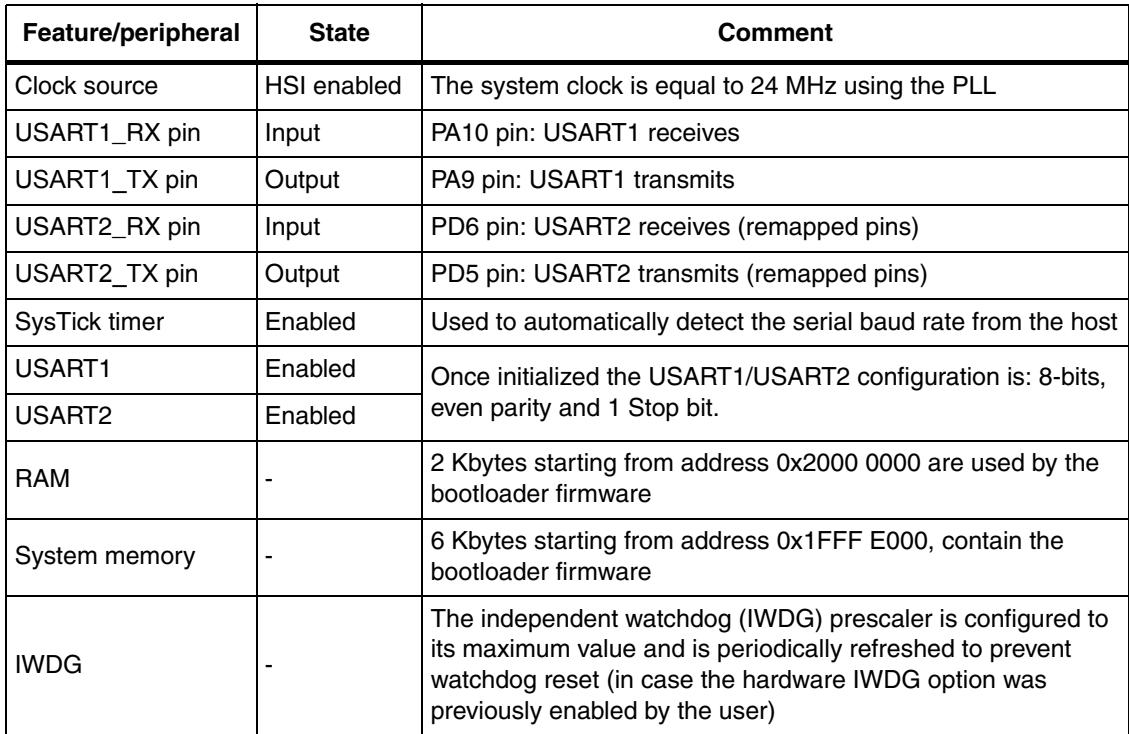 Feature/peripheral State Comment
Clock source HSI enabled The system clock is equal to 24 MHz using the PLL
USART1_RX pin Input PA10 pin: USART1 receives
USART1_TX pin Output PA9 pin: USART1 transmits
USART2_RX pin Input PD6 pin: USART2 receives (remapped pins)
USART2_TX pin Output PD5 pin: USART2 transmits (remapped pins)
SysTick timer Enabled Used to automatically detect the serial baud rate from the host
USART1 Enabled
USART2 Enabled
Once initialized the USART1/USART2 configuration is: 8-bits,
even parity and 1 Stop bit.
RAM -
2 Kbytes starting from address 0x2000 0000 are used by the
bootloader firmware
System memory -
6 Kbytes starting from address 0x1FFF E000, contain the
bootloader firmware
IWDG -
The independent watchdog (IWDG) prescaler is configured to
its maximum value and is periodically refreshed to prevent
watchdog reset (in case the hardware IWDG option was
previously enabled by the user)